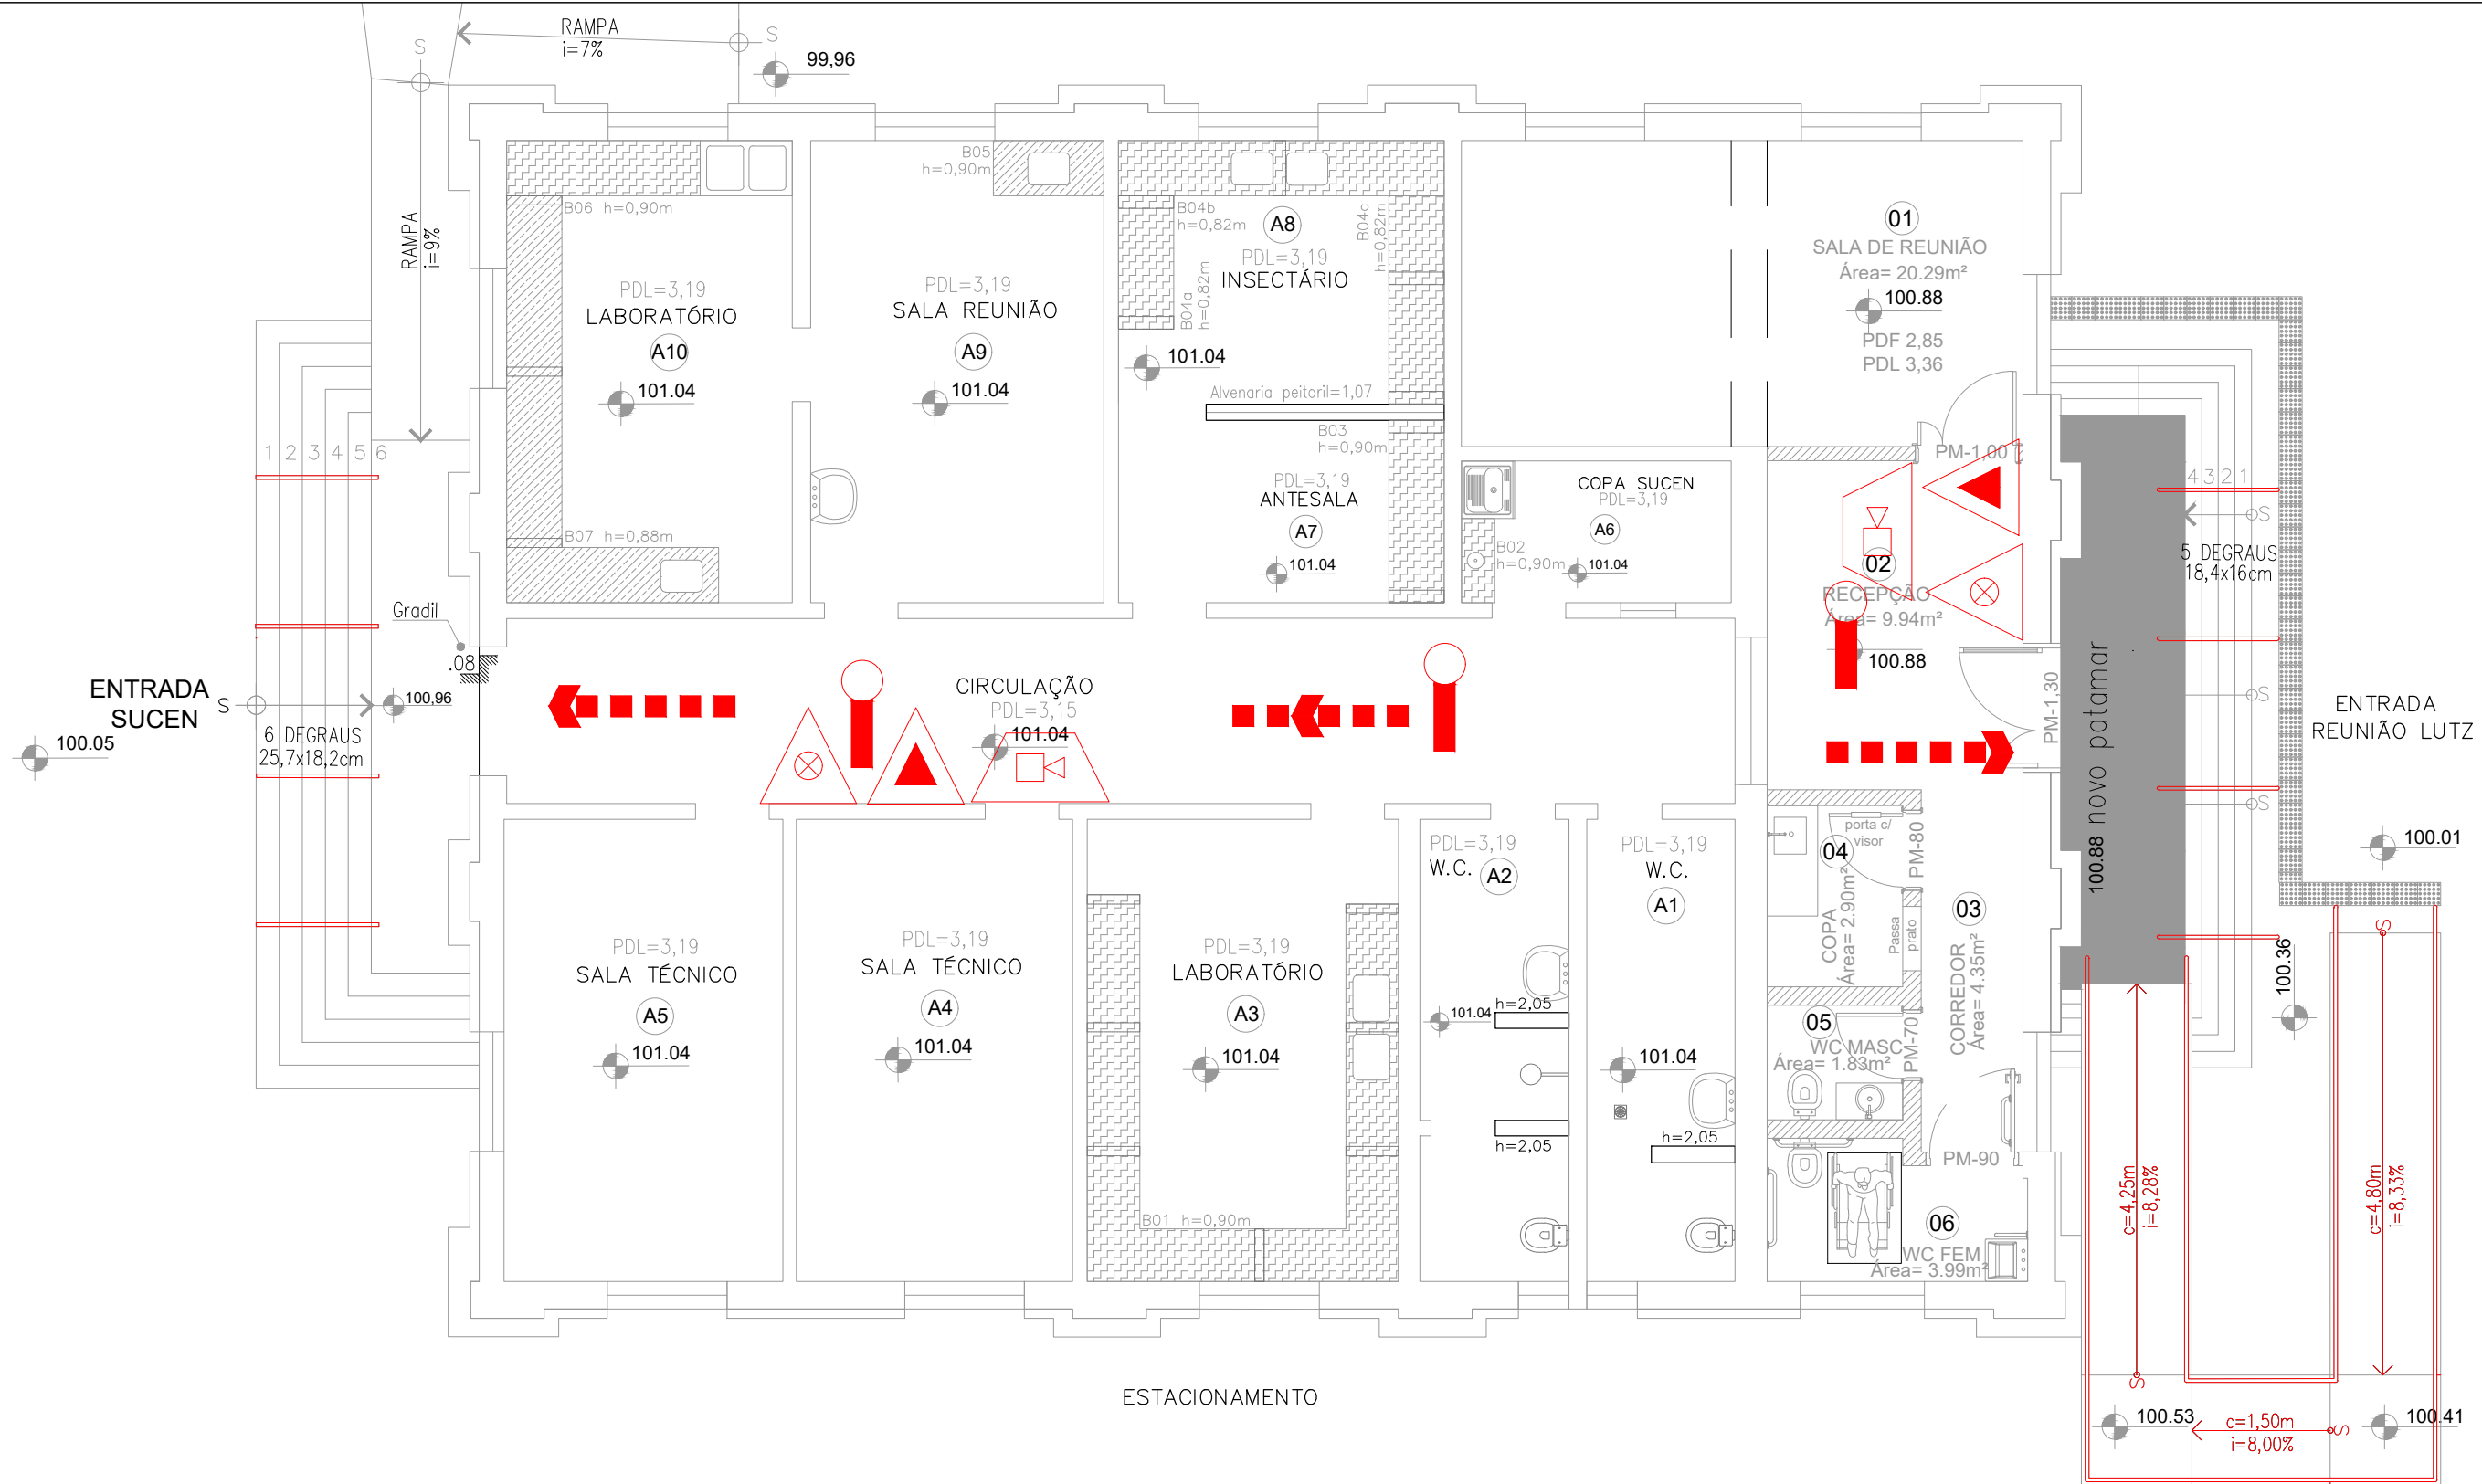 RAMPA
i=7%
S
S
99,96
RAMPA
i=9%
B06 h=0,90m
PDL=3,19
LABORATÓRIO
A10
101.04
B07 h=0,88m
B05
h=0,90m
PDL=3,19
SALA REUNIÃO
A9
101.04
B04b
h=0,82m
A8
PDL=3,19
INSECTÁRIO
B04c
h=0,82m
B04a
h=0,82m
101.04
Alvenaria peitoril=1,07
B03
h=0,90m
PDL=3,19
ANTESALA
A7
101.04
COPA SUCEN
PDL=3,19
A6
B02
h=0,90m
101.04
01
SALA DE REUNIÃO
Área= 20.29m²
100.88
PDF 2,85
PDL 3,36
PM-1,00
02
RECEPÇÃO
Área= 9.94m²
100.88
PM-1,30
1 2 3 4 5 6
Gradil
.08
ENTRADA
SUCEN
S
100,96
6 DEGRAUS
25,7x18,2cm
100.05
CIRCULAÇÃO
PDL=3,15
101.04
4 3 2 1
S
5 DEGRAUS
18,4x16cm
S
S
100.88 novo patamar
ENTRADA
REUNIÃO LUTZ
100.01
PDL=3,19
SALA TÉCNICO
A5
101.04
PDL=3,19
SALA TÉCNICO
A4
101.04
PDL=3,19
LABORATÓRIO
A3
101.04
B01 h=0,90m
PDL=3,19
W.C.
A2
h=2,05
101.04
h=2,05
PDL=3,19
W.C.
A1
101.04
h=2,05
porta c/
visor
04
PM-80
COPA
Área= 2.90m²
Passa
prato
03
CORREDOR
Área= 4.35m²
05
WC MASC
Área= 1.83m²
PM-70
PM-90
06
WC FEM
Área= 3.99m²
100.36
S
c=4,25m
i=8,28%
c=4,80m
i=8,33%
S
100.53
c=1,50m
i=8,00%
S
100.41
ESTACIONAMENTO